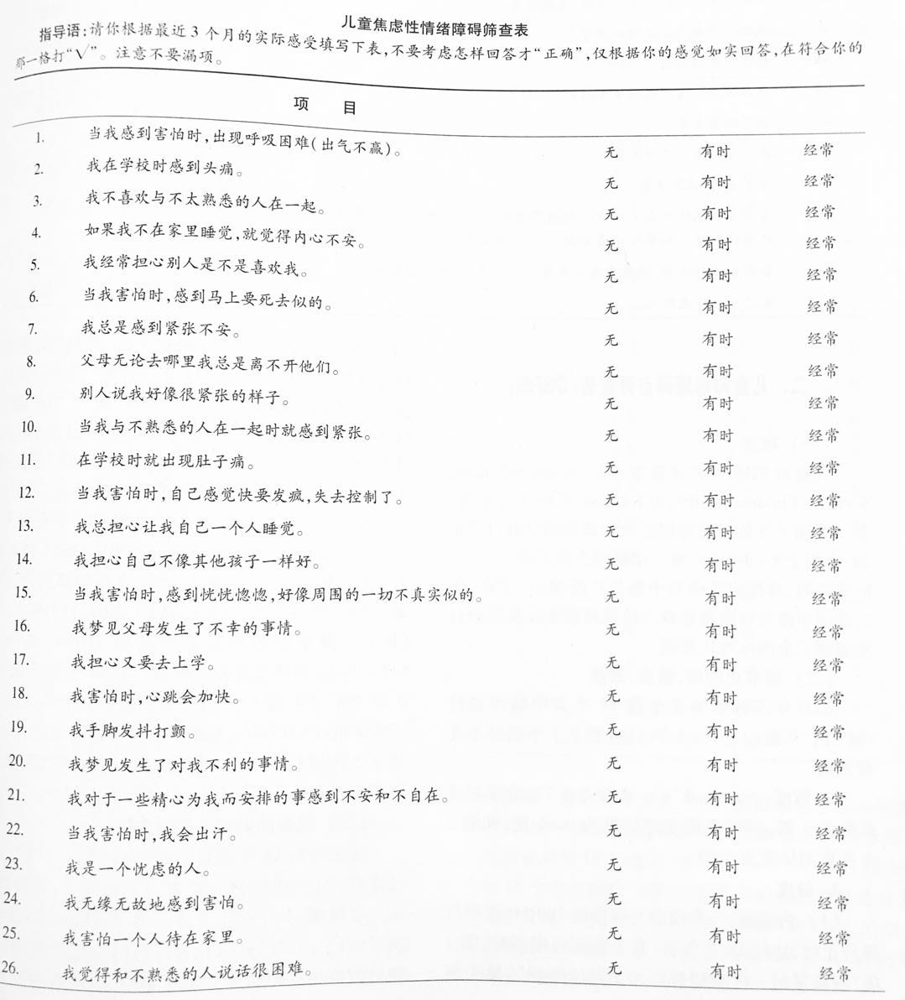 儿童焦虑性情绪障碍筛查表
指导语:请你根据最近3个月的实际感受填写下表,不要考虑怎样回答才“正确”,仅根据你的感觉如实回答,在符合你的
那一格打“√”。注意不要漏项。
项 目
1. 当我感到害怕时,出现呼吸困难(出气不赢)。 无 有时 经常
2. 我在学校时感到头痛。 无 有时 经常
3. 我不喜欢与不太熟悉的人在一起。 无 有时 经常
4. 如果我不在家里睡觉,就觉得内心不安。 无 有时 经常
5. 我经常担心别人是不是喜欢我。 无 有时 经常
6. 当我害怕时,感到马上要死去似的。 无 有时 经常
7. 我总是感到紧张不安。 无 有时 经常
8. 父母无论去哪里我总是离不开他们。 无 有时 经常
9. 别人说我好像很紧张的样子。 无 有时 经常
10. 当我与不熟悉的人在一起时就感到紧张。 无 有时 经常
11. 在学校时就出现肚子痛。 无 有时 经常
12. 当我害怕时,自己感觉快要发疯,失去控制了。 无 有时 经常
13. 我总担心让我自己一个人睡觉。 无 有时 经常
14. 我担心自己不像其他孩子一样好。 无 有时 经常
15. 当我害怕时,感到恍恍惚惚,好像周围的一切不真实似的。 无 有时 经常
16. 我梦见父母发生了不幸的事情。 无 有时 经常
17. 我担心又要去上学。 无 有时 经常
18. 我害怕时,心跳会加快。 无 有时 经常
19. 我手脚发抖打颤。 无 有时 经常
20. 我梦见发生了对我不利的事情。 无 有时 经常
21. 我对于一些精心为我而安排的事感到不安和不自在。 无 有时 经常
22. 当我害怕时,我会出汗。 无 有时 经常
23. 我是一个忧虑的人。 无 有时 经常
24. 我无缘无故地感到害怕。 无 有时 经常
25. 我害怕一个人待在家里。 无 有时 经常
26. 我觉得和不熟悉的人说话很困难。 无 有时 经常